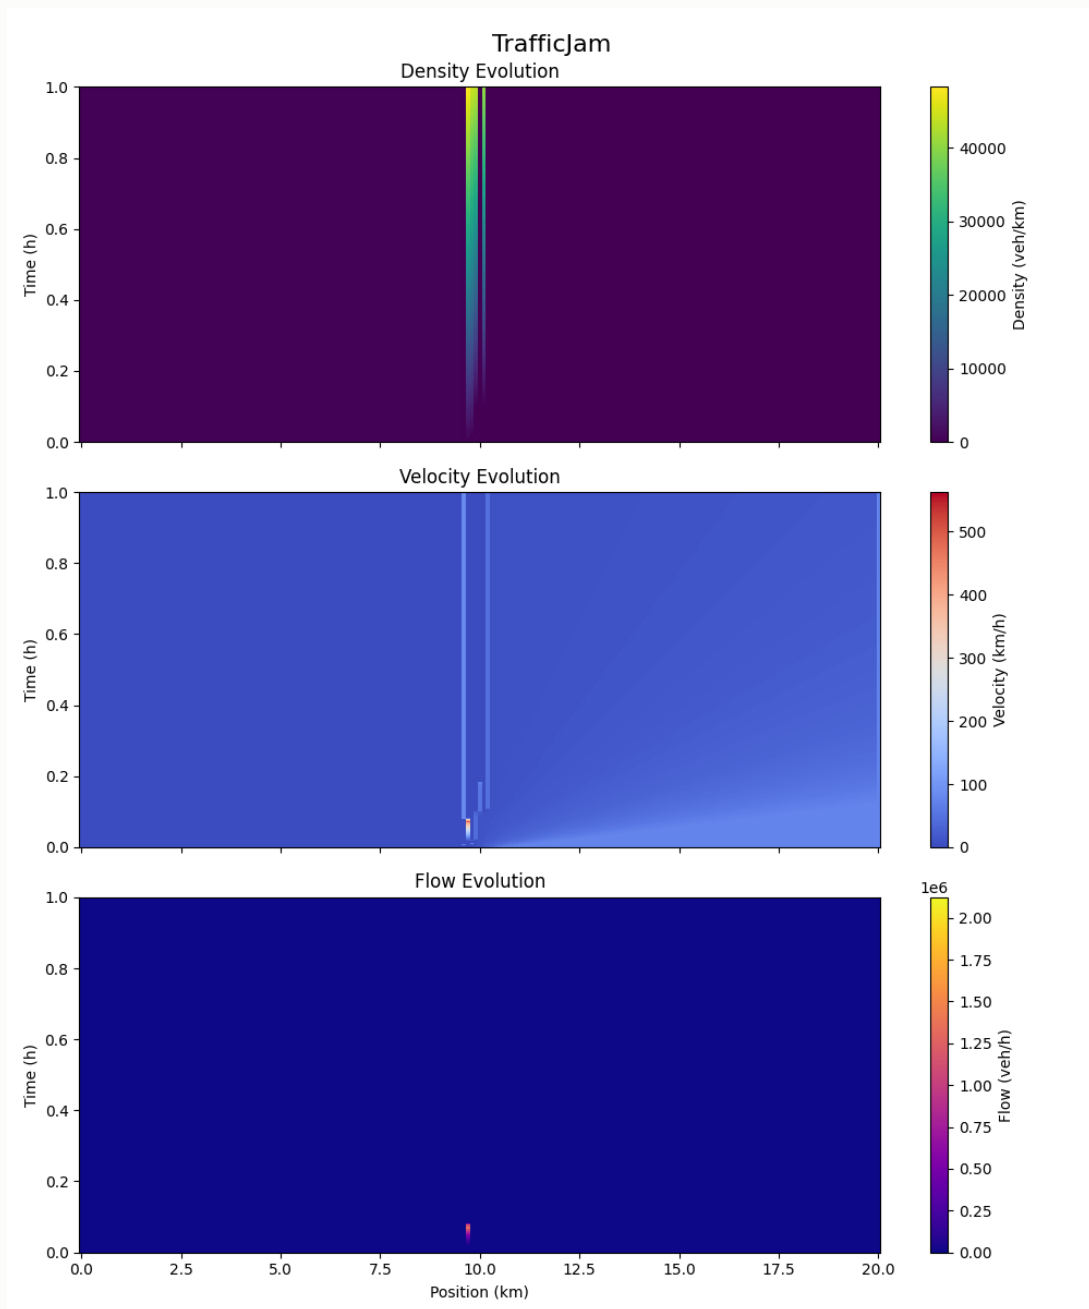 TrafficJam
Density Evolution
1.0
0.8
0.6
0.4
0.2
0.0
Time (h)
40000
30000
20000
10000
0
Density (veh/km)
Velocity Evolution
1.0
0.8
0.6
0.4
0.2
0.0
Time (h)
500
400
300
200
100
0
Velocity (km/h)
Flow Evolution
1.0
0.8
0.6
0.4
0.2
0.0
Time (h)
0.0 2.5 5.0 7.5 10.0 12.5 15.0 17.5 20.0
Position (km)
1e6
2.00
1.75
1.50
1.25
1.00
0.75
0.50
0.25
0.00
Flow (veh/h)